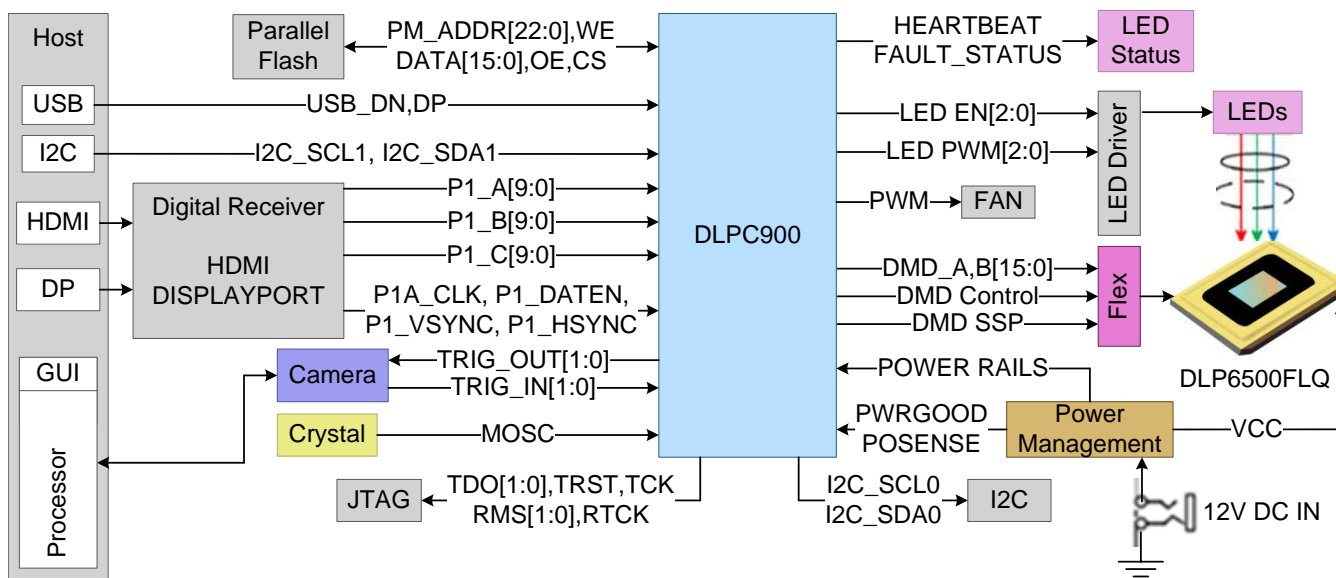 Host
USB
I2C
HDMI
DP
GUI
Processor
Parallel
Flash
PM_ADDR[22:0],WE
DATA[15:0],OE,CS
USB_DN,DP
I2C_SCL1, I2C_SDA1
Digital Receiver
HDMI
DISPLAYPORT
P1_A[9:0]
P1_B[9:0]
P1_C[9:0]
P1A_CLK, P1_DATEN,
P1_VSYNC, P1_HSYNC
Camera
TRIG_OUT[1:0]
TRIG_IN[1:0]
Crystal
MOSC
JTAG
TDO[1:0],TRST,TCK
RMS[1:0],RTCK
DLPC900
HEARTBEAT
FAULT_STATUS
LED
Status
LED EN[2:0]
LED PWM[2:0]
LED Driver
LEDs
PWM
FAN
DMD_A,B[15:0]
DMD Control
DMD SSP
Flex
DLP6500FLQ
POWER RAILS
PWRGOOD
POSENSE
Power
Management
VCC
I2C_SCL0
I2C_SDA0
I2C
12V DC IN